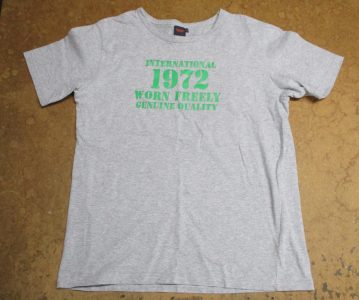 INTERNATIONAL
1972
WORN FREELY
GENUINE QUALITY